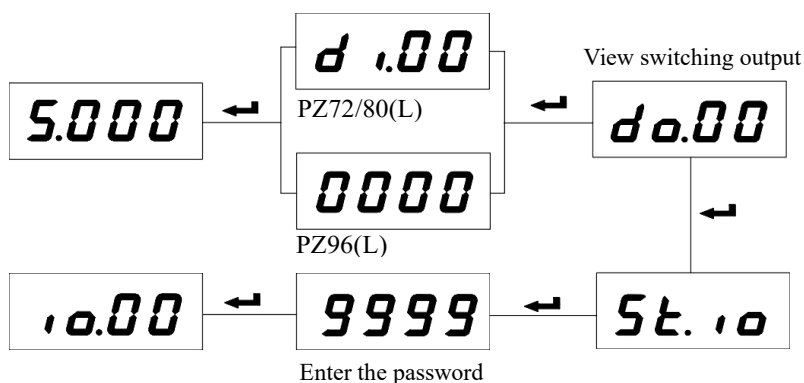 di.00
View switching output
PZ72/80(L)
5.000
do.00
0000
PZ96(L)
io.00
9999
St.io
Enter the password